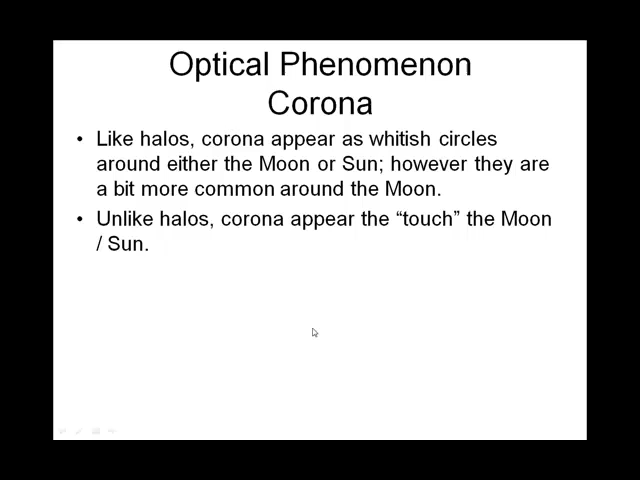 Optical Phenomenon
Corona
• Like halos, corona appear as whitish circles
around either the Moon or Sun; however they are
a bit more common around the Moon.
• Unlike halos, corona appear the “touch” the Moon
/ Sun.